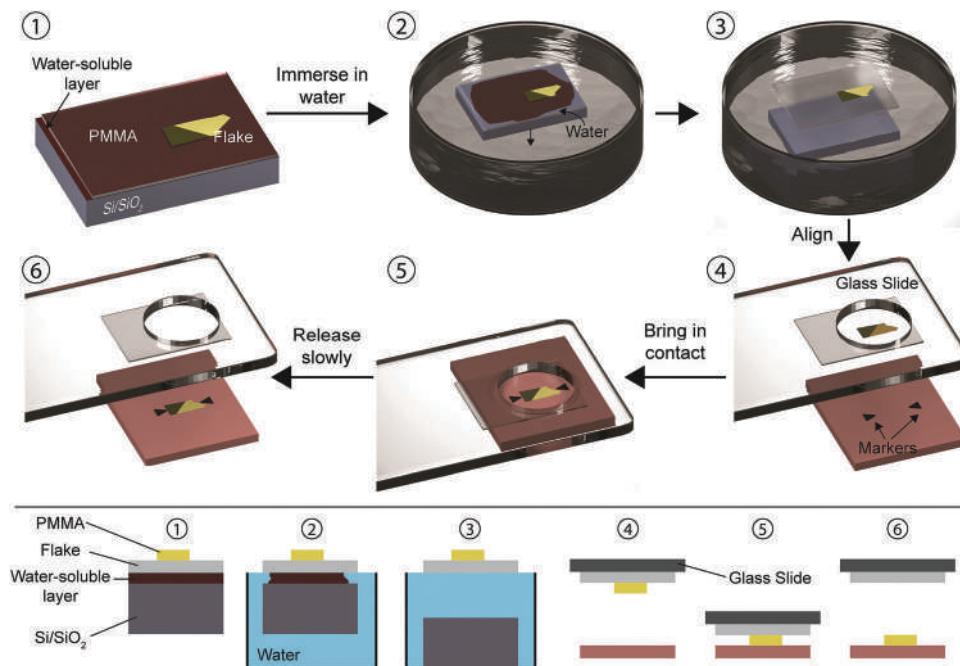 ①
②
③
Water-soluble
layer
Immerse in
water
PMMA
Flake
Si/SiO₂
Water
Align
⑥
⑤
④
Glass Slide
Release
slowly
Bring in
contact
Markers
PMMA
①
②
③
④
⑤
⑥
Flake
Water-soluble
layer
Glass Slide
Si/SiO₂
Water